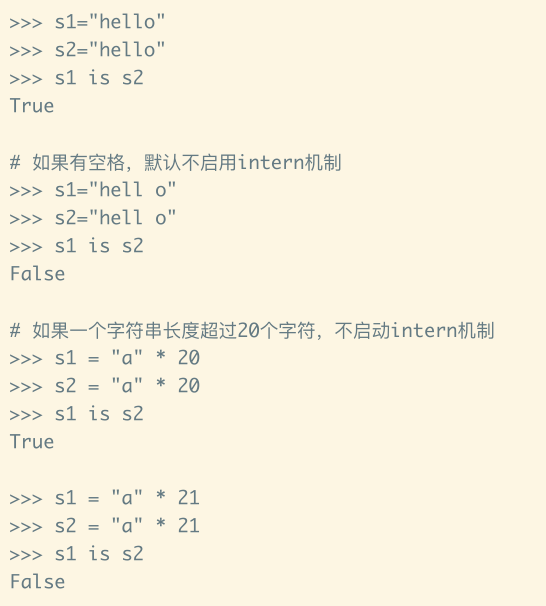 >>> s1="hello"
>>> s2="hello"
>>> s1 is s2
True
# 如果有空格，默认不启用intern机制
>>> s1="hell o"
>>> s2="hell o"
>>> s1 is s2
False
# 如果一个字符串长度超过20个字符，不启动intern机制
>>> s1 = "a" * 20
>>> s2 = "a" * 20
>>> s1 is s2
True
>>> s1 = "a" * 21
>>> s2 = "a" * 21
>>> s1 is s2
False